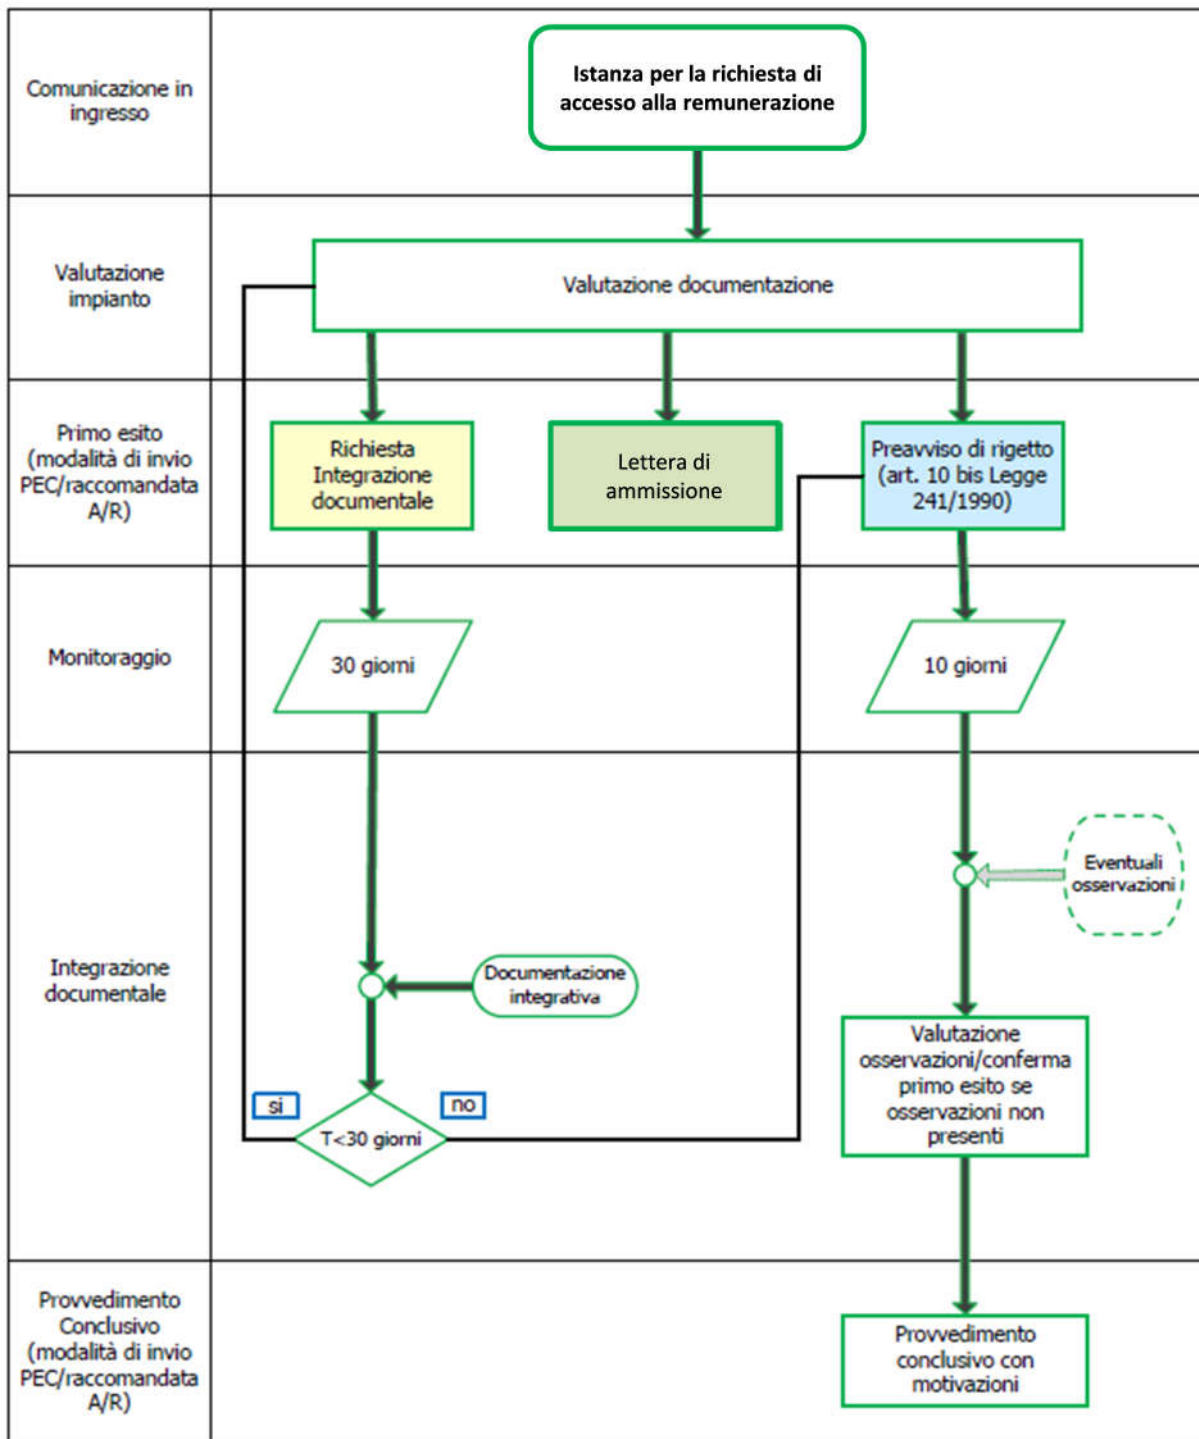 Comunicazione in
ingresso
Istanza per la richiesta di
accesso alla remunerazione
Valutazione
impianto
Valutazione documentazione
Primo esito
(modalità di invio
PEC/raccomandata
A/R)
Richiesta
Integrazione
documentale
Lettera di
ammissione
Preavviso di rigetto
(art. 10 bis Legge
241/1990)
Monitoraggio
30 giorni
10 giorni
Integrazione
documentale
Eventuali
osservazioni
Documentazione
integrativa
si
no
T<30 giorni
Valutazione
osservazioni/conferma
primo esito se
osservazioni non
presenti
Provvedimento
Conclusivo
(modalità di invio
PEC/raccomandata
A/R)
Provvedimento
conclusivo con
motivazioni